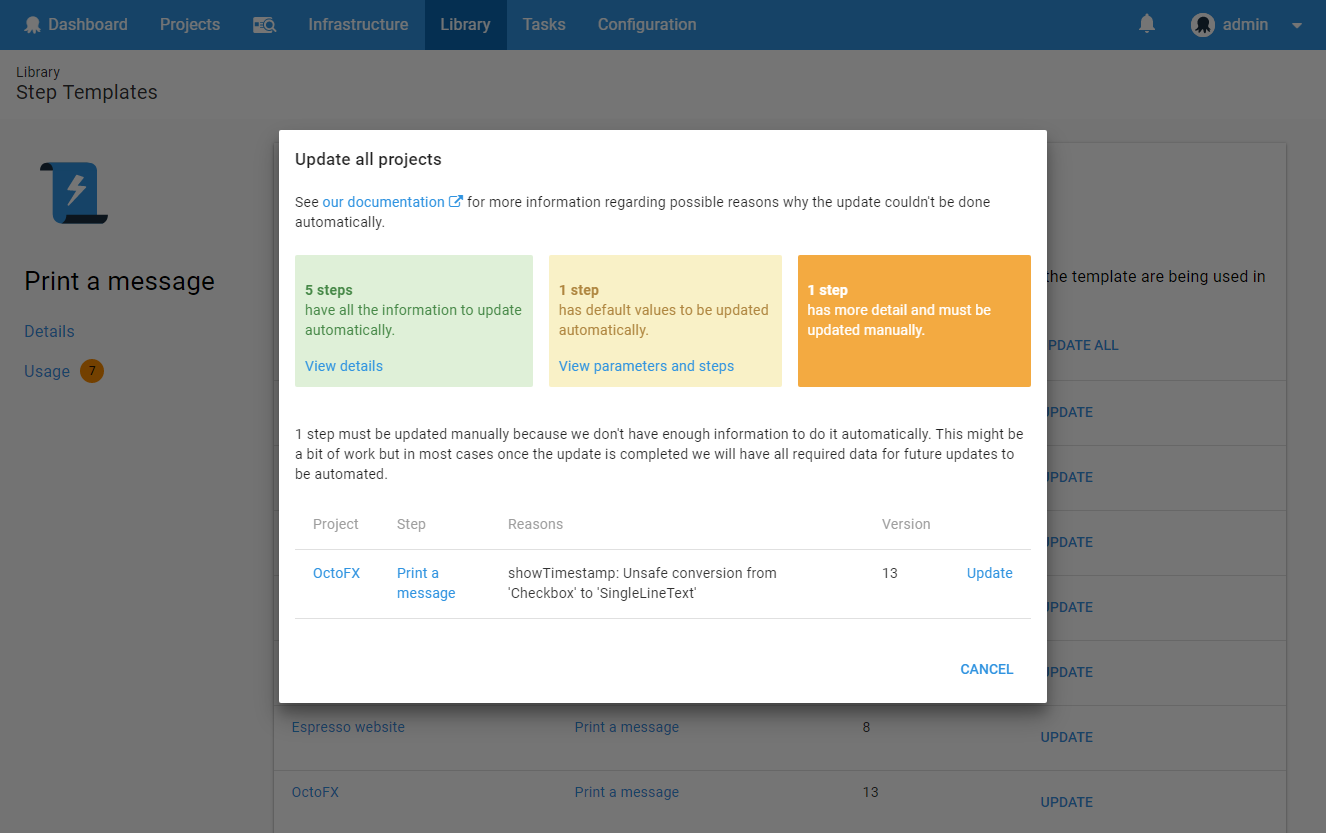 Dashboard Projects Infrastructure Library Tasks Configuration admin
Library
Step Templates
Print a message
Details
Usage 7
Update all projects
See our documentation for more information regarding possible reasons why the update couldn't be done
automatically.
5 steps
have all the information to update
automatically.
View details
1 step
has default values to be updated
automatically.
View parameters and steps
1 step
has more detail and must be
updated manually.
the template are being used in
PDATE ALL
UPDATE
UPDATE
UPDATE
UPDATE
UPDATE
1 step must be updated manually because we don't have enough information to do it automatically. This might be
a bit of work but in most cases once the update is completed we will have all required data for future updates to
be automated.
Project Step Reasons Version
OctoFX Print a
message showTimestamp: Unsafe conversion from
'Checkbox' to 'SingleLineText' 13 Update
CANCEL
Espresso website Print a message 8 UPDATE
OctoFX Print a message 13 UPDATE